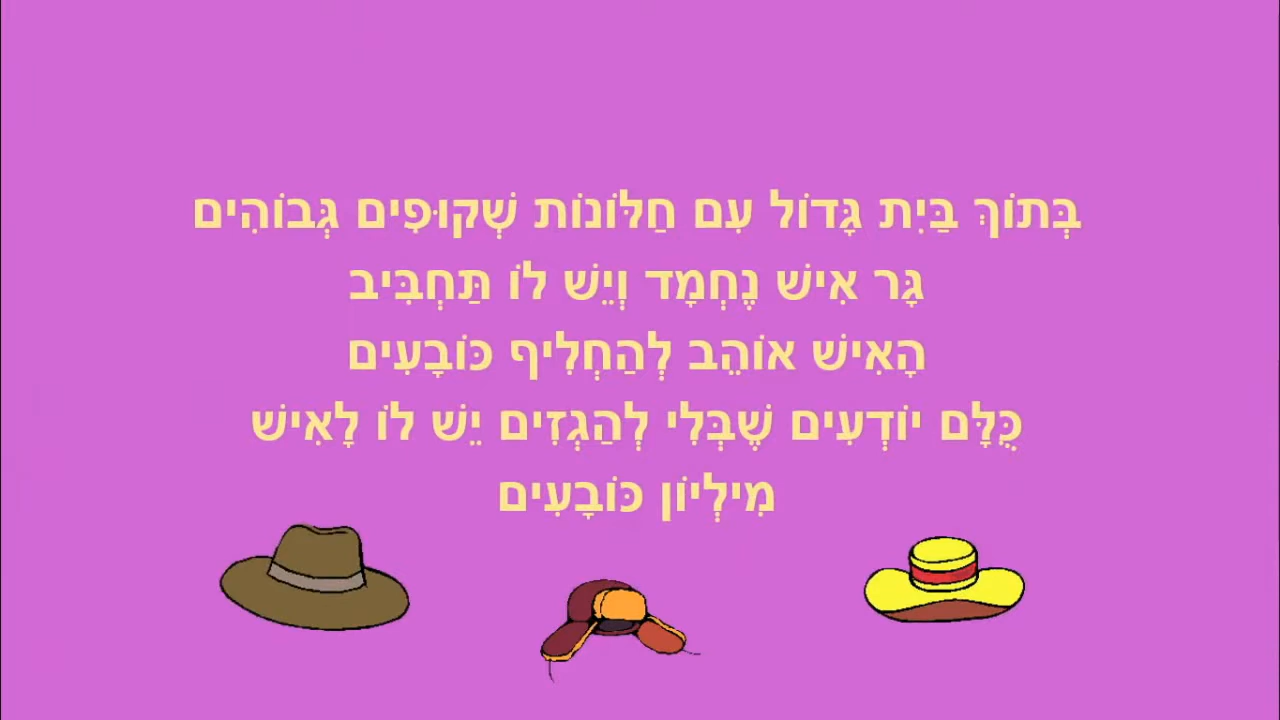 בְּתוֹךְ בַּיִת גָּדוֹל עִם חַלּוֹנוֹת שְׁקוּפִים גְּבוֹהִים
גָּר אִישׁ נֶחְמָד וְיֵשׁ לוֹ תַּחְבִּיב
הָאִישׁ אוֹהֵב לְהַחְלִיף כּוֹבָעִים
כֻּלָּם יוֹדְעִים שֶׁבְּלִי לְהַגְזִים יֵשׁ לוֹ לָאִישׁ
מִילְיוֹן כּוֹבָעִים